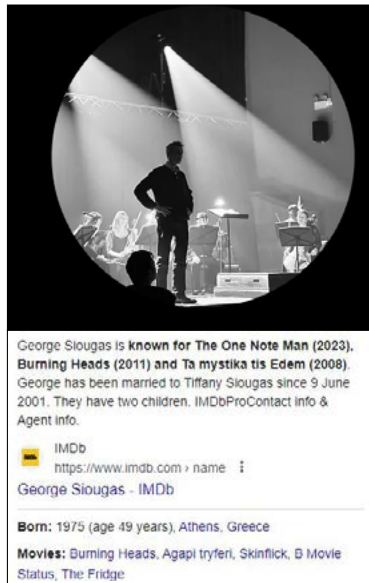 George Siougas is known for The One Note Man (2023),
Burning Heads (2011) and Ta mystika tis Edem (2008).
George has been married to Tiffany Siougas since 9 June
2001. They have two children. IMDbProContact info &
Agent info.
IMDb
https://www.imdb.com › name
George Siougas - IMDb
Born: 1975 (age 49 years), Athens, Greece
Movies: Burning Heads, Agapi tryferi, Skinflick, B Movie
Status, The Fridge